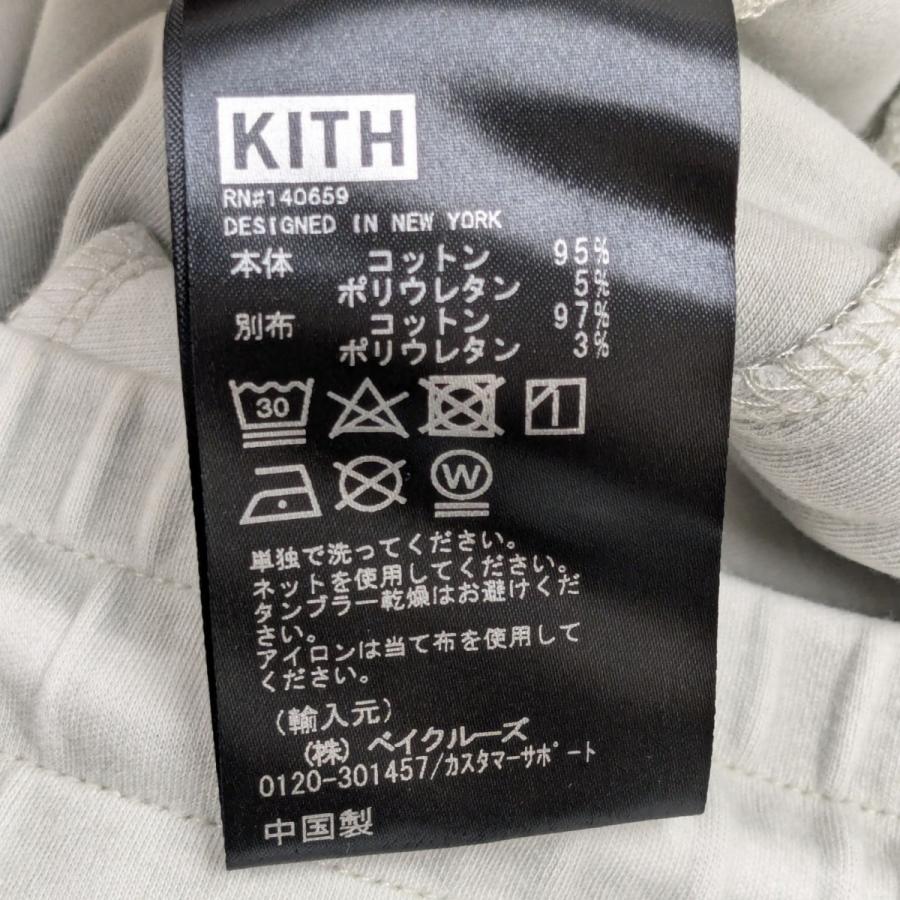 KITH
RN#140659
DESIGNED IN NEW YORK
本体 コットン 95%
ポリウレタン 5%
別布 コットン 97%
ポリウレタン 3%
30
W
単独で洗ってください。
ネットを使用してください。
タンブラー乾燥はお避けくだ
さい。
アイロンは当て布を使用して
ください。
(輸入元)
(株) ベイクルーズ
0120-301457/カスタマーサポート
中国製